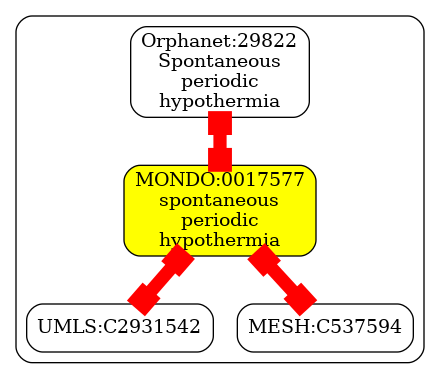 Orphanet:29822
Spontaneous
periodic
hypothermia
MONDO:0017577
spontaneous
periodic
hypothermia
UMLS:C2931542
MESH:C537594